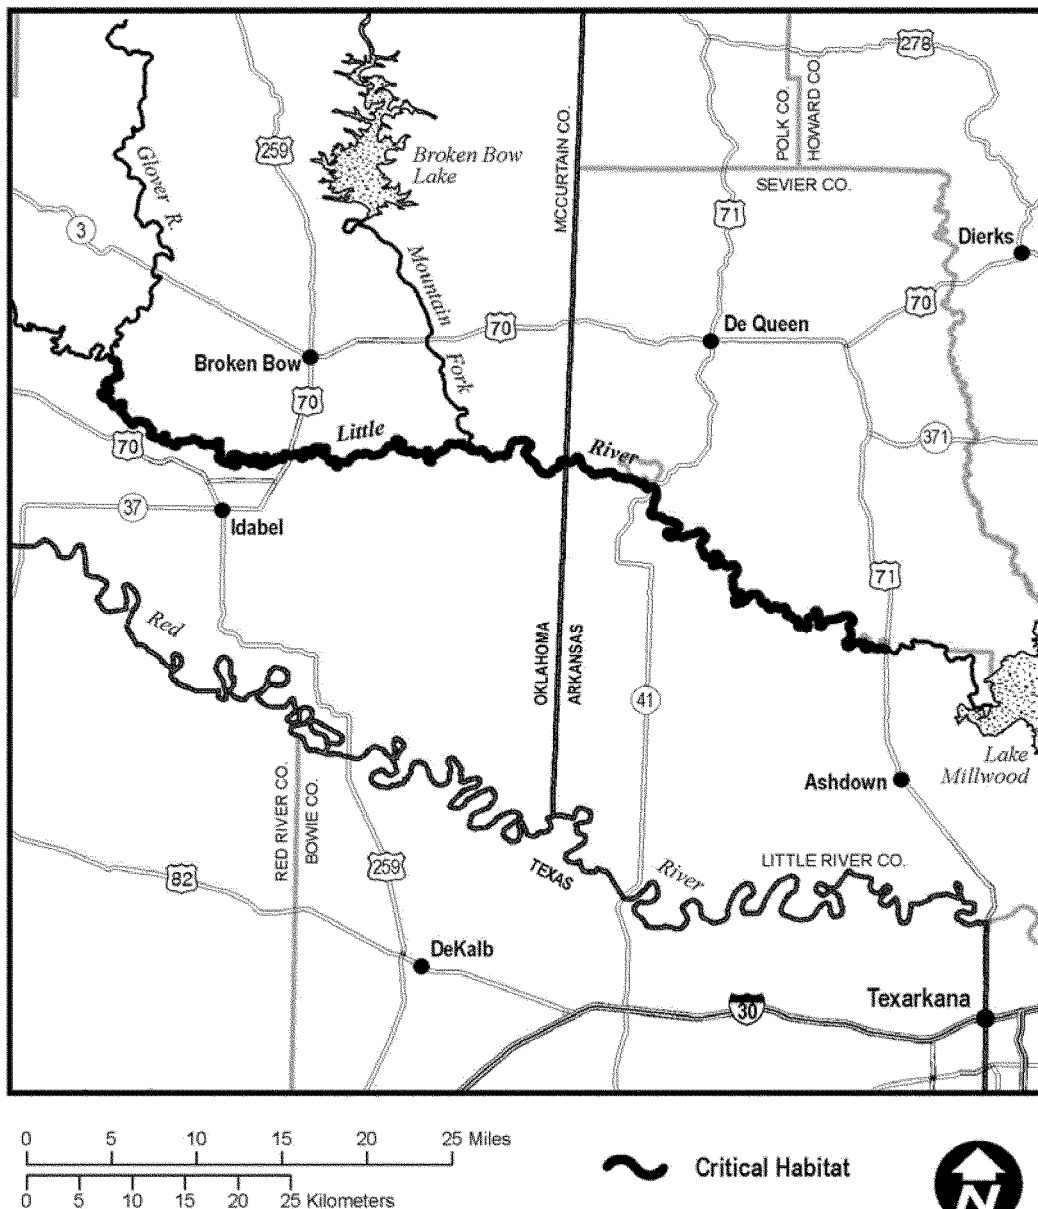 278
POLK CO.
HOWARD CO.
MCCURTAIN CO.
259
Broken Bow
Lake
Glover R.
SEVIER CO.
71
3
Dierks
Mountain
Fork
70
70
De Queen
Broken Bow
70
70
Little
River
371
37
Idabel
71
Red
OKLAHOMA
ARKANSAS
41
Lake
Millwood
Ashdown
RED RIVER CO.
BOWIE CO.
259
82
TEXAS
River
LITTLE RIVER CO.
DeKalb
Texarkana
30
0 5 10 15 20 25 Miles
0 5 10 15 20 25 Kilometers
Critical Habitat
N